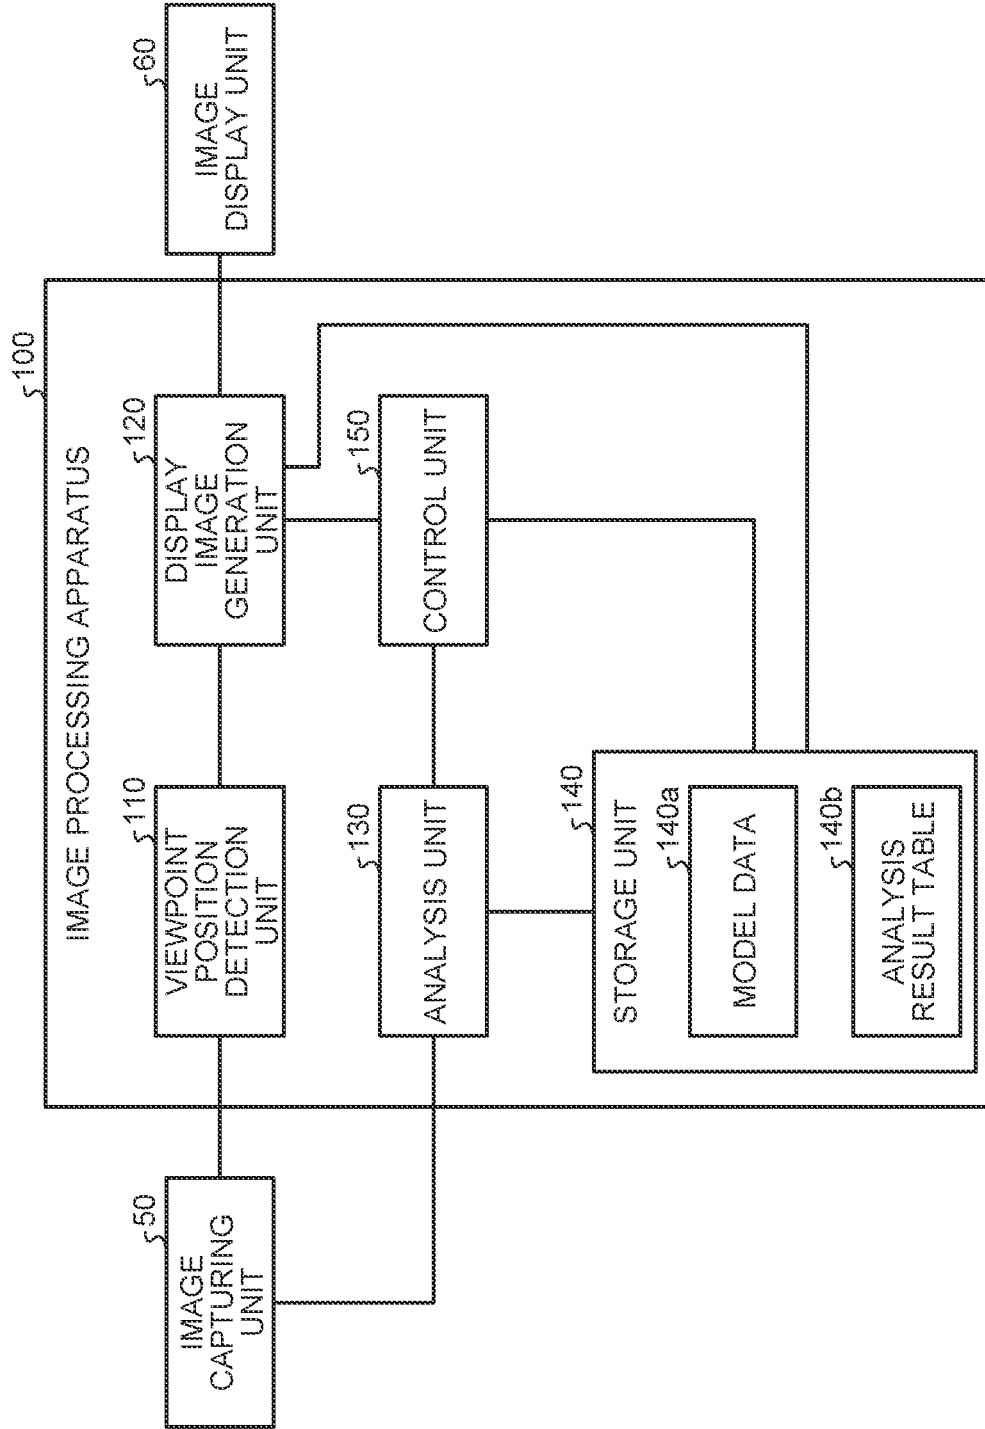 100
IMAGE PROCESSING APPARATUS
50
IMAGE
CAPTURING
UNIT
110
VIEWPOINT
POSITION
DETECTION
UNIT
120
DISPLAY
IMAGE
GENERATION
UNIT
60
IMAGE
DISPLAY UNIT
130
ANALYSIS UNIT
150
CONTROL UNIT
140
STORAGE UNIT
140a
MODEL DATA
140b
ANALYSIS
RESULT TABLE